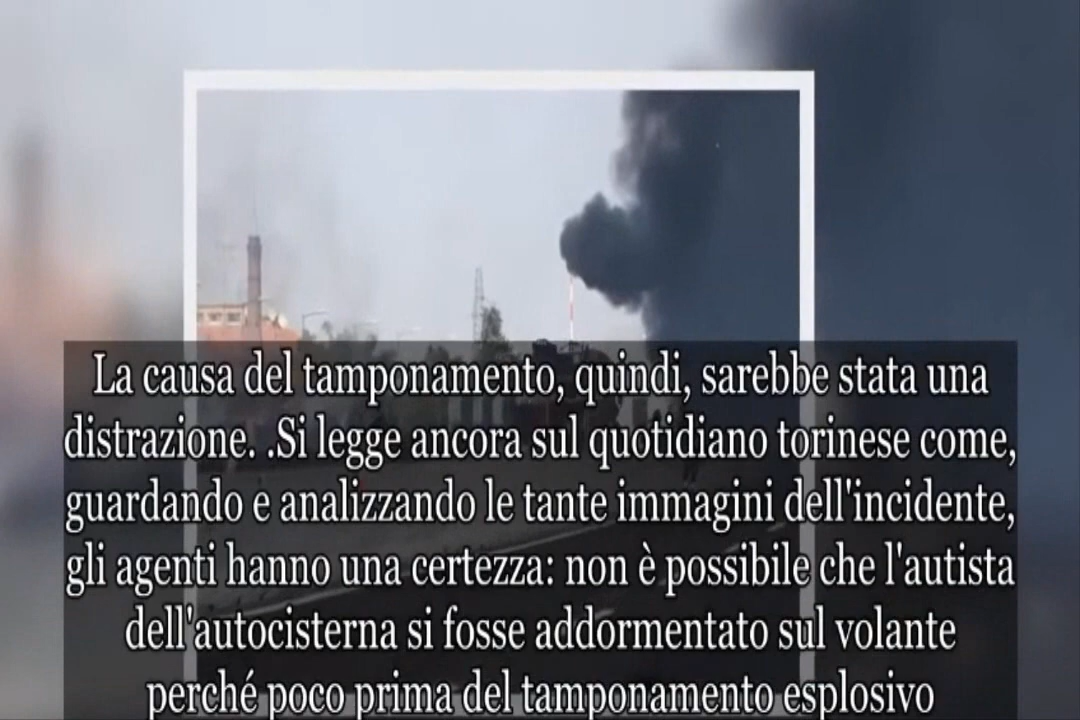 La causa del tamponamento, quindi, sarebbe stata una
distrazione. .Si legge ancora sul quotidiano torinese come,
guardando e analizzando le tante immagini dell'incidente,
gli agenti hanno una certezza: non è possibile che l'autista
dell'autocisterna si fosse addormentato sul volante
perché poco prima del tamponamento esplosivo